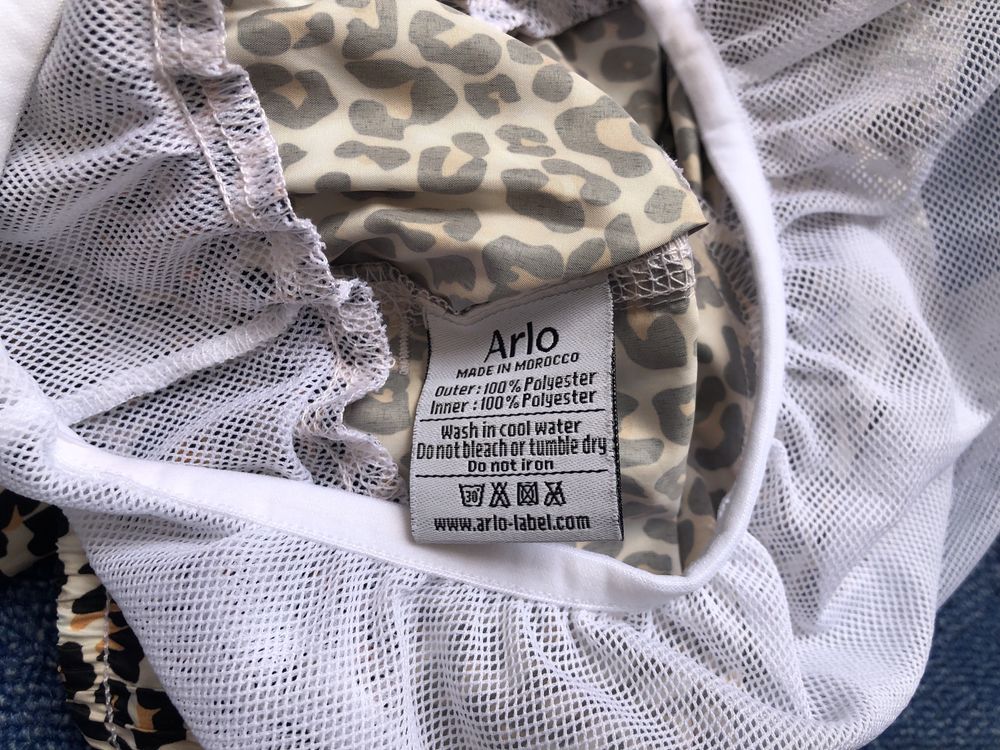 Arlo
MADE IN MOROCCO
Outer : 100% Polyester
Inner : 100% Polyester
Wash in cool water
Do not bleach or tumble dry
Do not iron
30
www.arlo-label.com